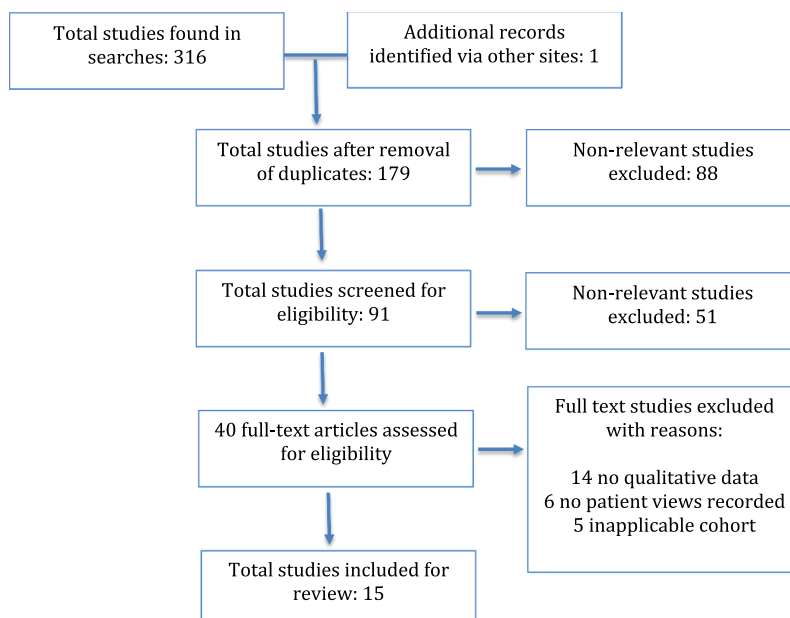 Total studies found in
searches: 316
Additional records
identified via other sites: 1
Total studies after removal
of duplicates: 179
Non-relevant studies
excluded: 88
Total studies screened for
eligibility: 91
Non-relevant studies
excluded: 51
40 full-text articles assessed
for eligibility
Full text studies excluded
with reasons:
14 no qualitative data
6 no patient views recorded
5 inapplicable cohort
Total studies included for
review: 15